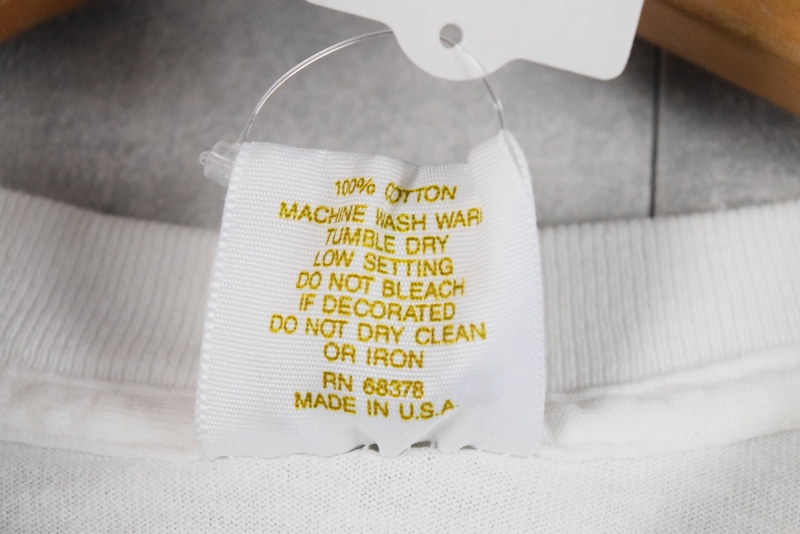 100% COTTON
MACHINE WASH WARM
TUMBLE DRY
LOW SETTING
DO NOT BLEACH
IF DECORATED
DO NOT DRY CLEAN
OR IRON
RN 68378
MADE IN U.S.A.